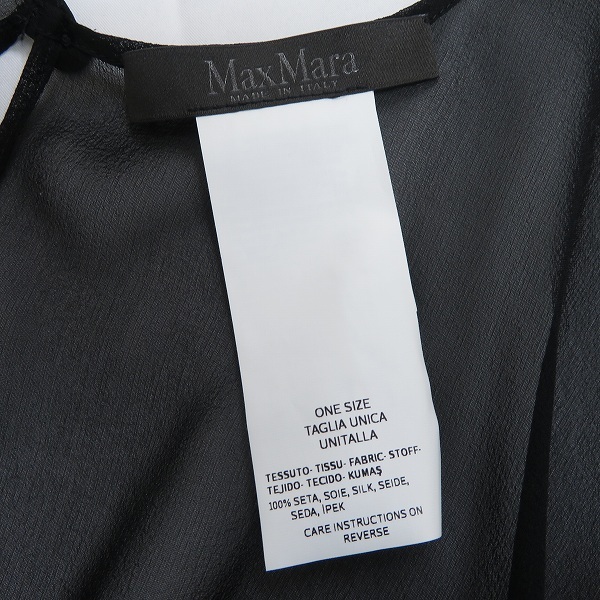 MaxMara
MADE IN ITALY
ONE SIZE
TAGLIA UNICA
UNITALLA
TESSUTO- TISSU- FABRIC- STOFF-
TEJIDO- TECIDO- KUMAŞ
100% SETA, SOIE, SILK, SEIDE,
SEDA, İPEK
CARE INSTRUCTIONS ON
REVERSE